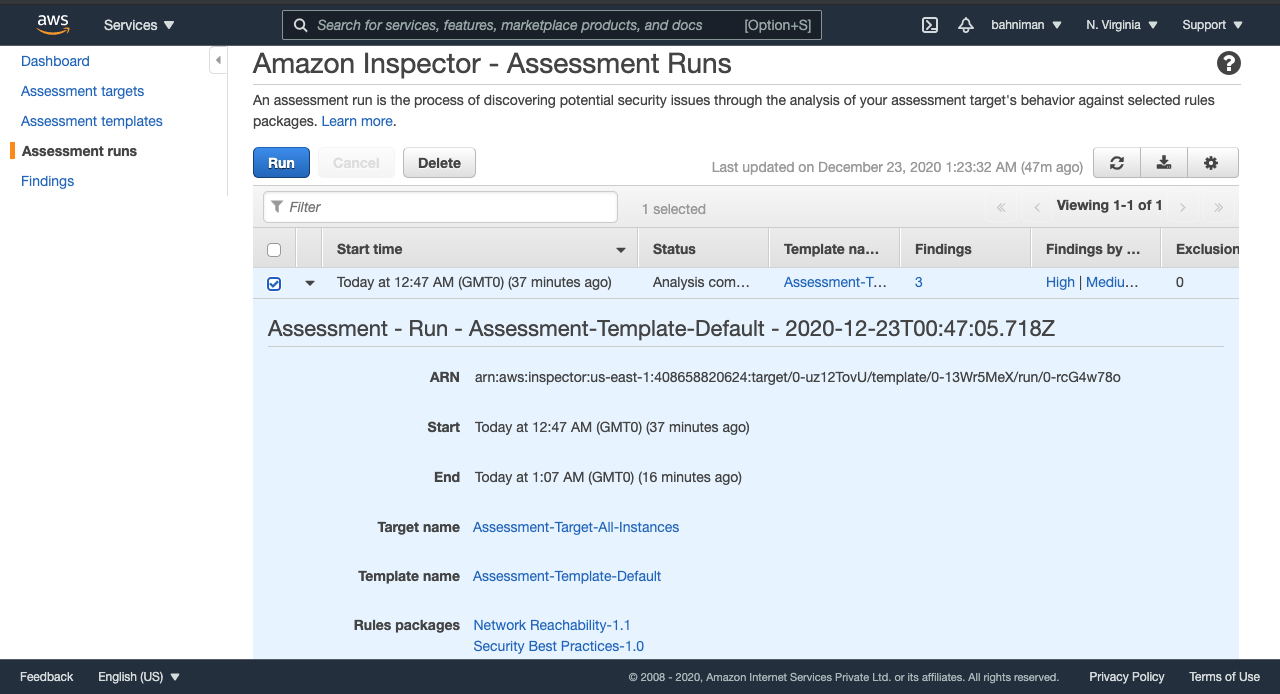 aws
Services
Search for services, features, marketplace products, and docs
[Option+S]
bahniman
N. Virginia
Support
Dashboard
Assessment targets
Assessment templates
Assessment runs
Findings
Amazon Inspector - Assessment Runs
An assessment run is the process of discovering potential security issues through the analysis of your assessment target's behavior against selected rules
packages. Learn more.
Run
Cancel
Delete
Last updated on December 23, 2020 1:23:32 AM (47m ago)
Filter
1 selected
Viewing 1-1 of 1
Start time
Status
Template na...
Findings
Findings by ...
Exclusion
Today at 12:47 AM (GMT0) (37 minutes ago)
Analysis com...
Assessment-T...
3
High | Mediu...
0
Assessment - Run - Assessment-Template-Default - 2020-12-23T00:47:05.718Z
ARN arn:aws:inspector:us-east-1:408658820624:target/0-uz12TovU/template/0-13Wr5MeX/run/0-rcG4w78o
Start Today at 12:47 AM (GMT0) (37 minutes ago)
End Today at 1:07 AM (GMT0) (16 minutes ago)
Target name Assessment-Target-All-Instances
Template name Assessment-Template-Default
Rules packages Network Reachability-1.1
Security Best Practices-1.0
Feedback
English (US)
© 2008 - 2020, Amazon Internet Services Private Ltd. or its affiliates. All rights reserved.
Privacy Policy
Terms of Use